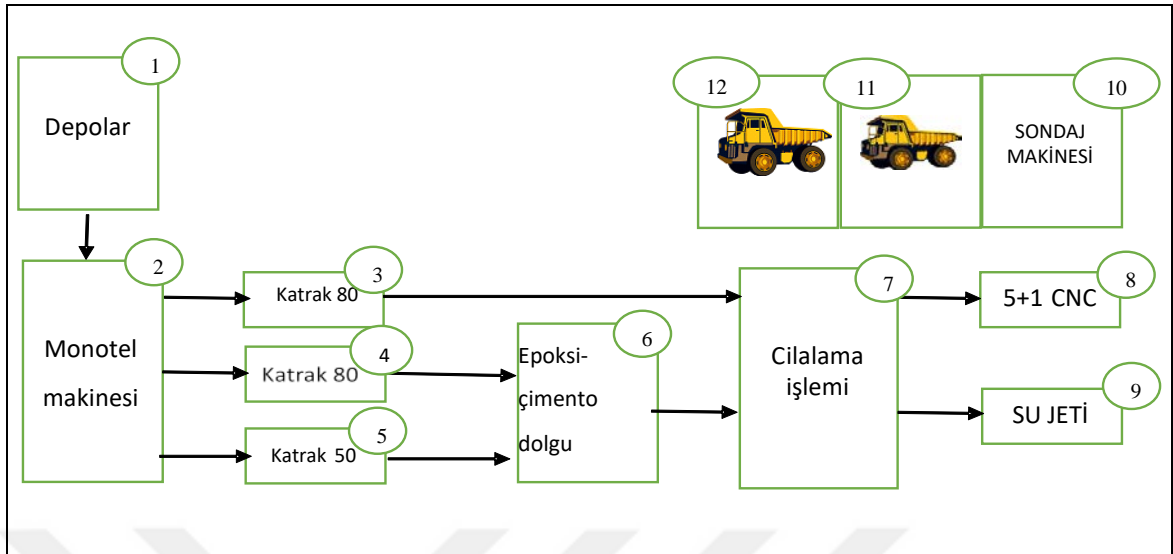 1
Depolar
12
11
10
SONDAJ
MAKİNESİ
2
Monotel
makinesi
3
Katrak 80
4
Katrak 80
5
Katrak 50
6
Epoksi-
çimento
dolgu
7
Cilalama
işlemi
8
5+1 CNC
9
SU JETİ